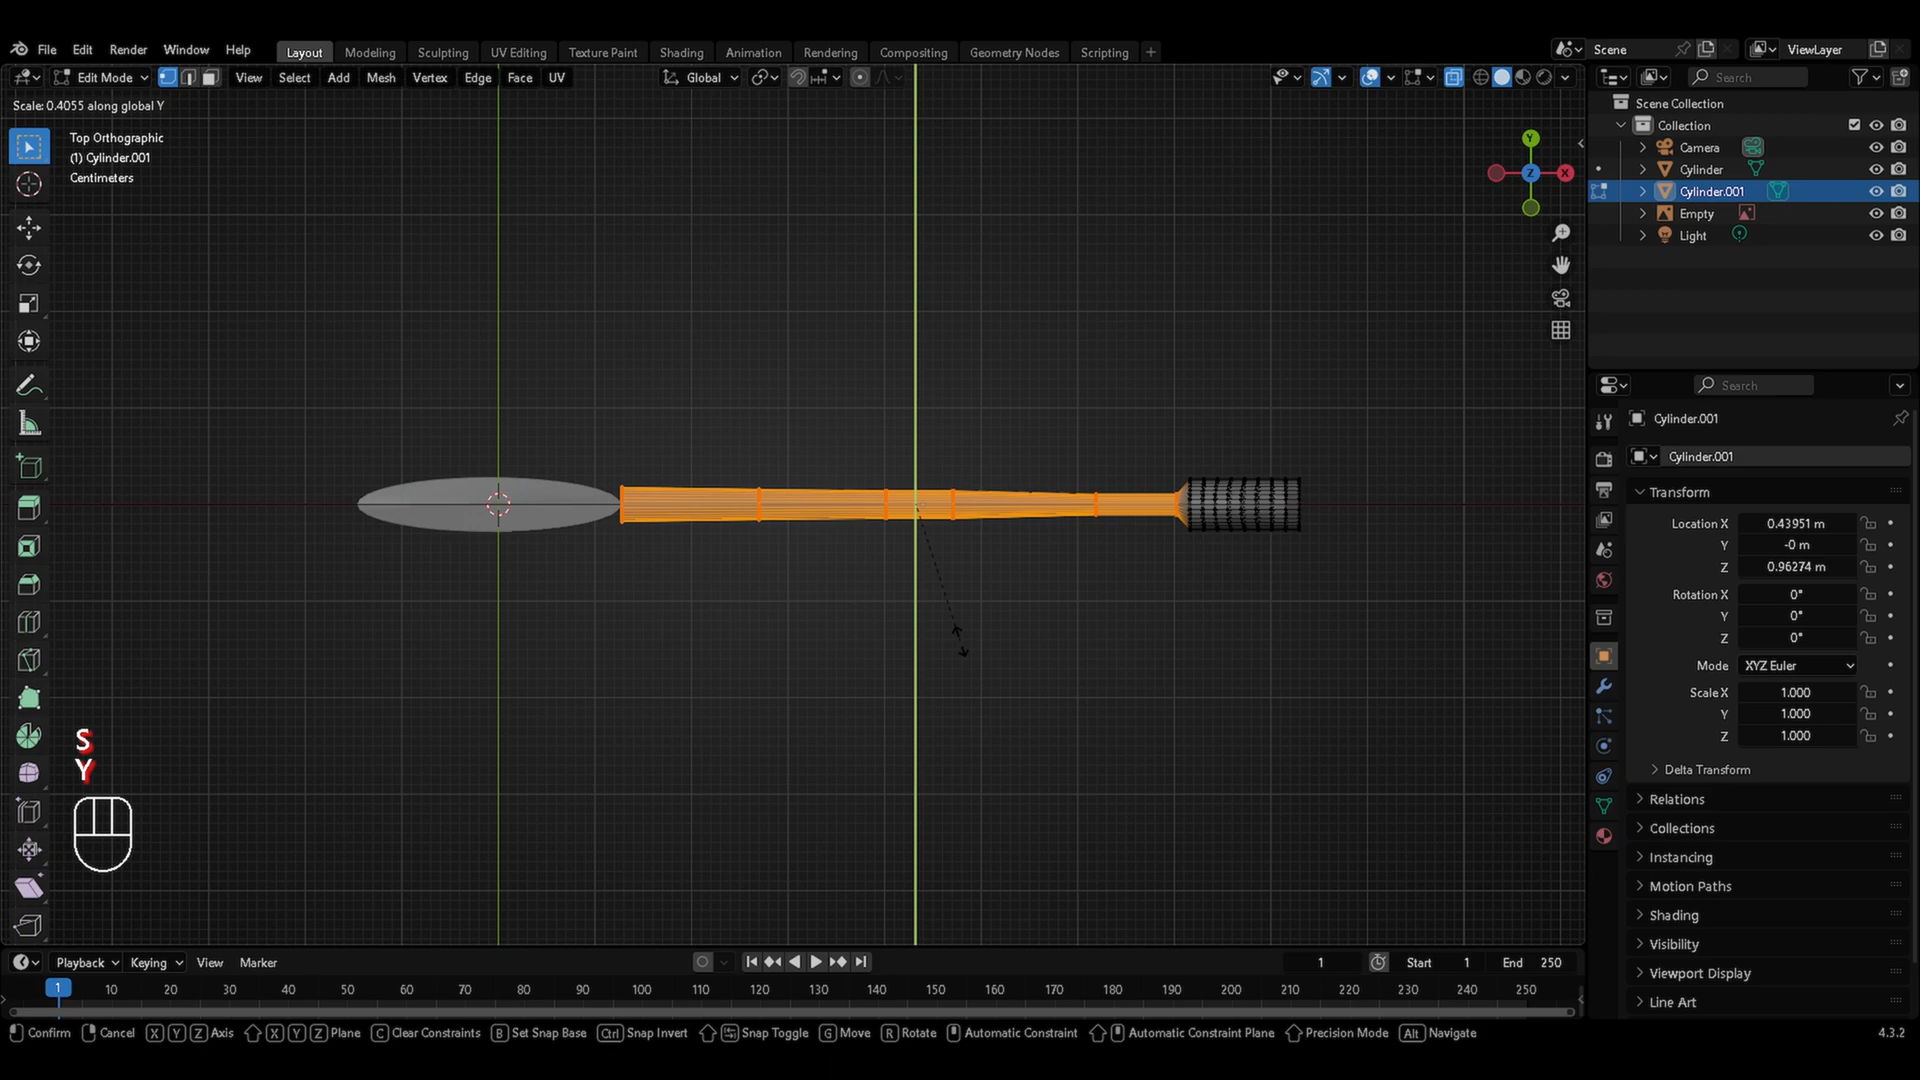 File Edit Render Window Help Layout Modeling Sculpting UV Editing Texture Paint Shading Animation Rendering Compositing Geometry Nodes Scripting + Scene ViewLayer
Edit Mode View Select Add Mesh Vertex Edge Face UV Global Search
Scale: 0.4055 along global Y
Top Orthographic
(1) Cylinder.001
Centimeters
Y
Z
X
Scene Collection
Collection
Camera
Cylinder
Cylinder.001
Empty
Light
Search
Cylinder.001
Cylinder.001
Transform
Location X 0.43951 m
Y -0 m
Z 0.96274 m
Rotation X 0°
Y 0°
Z 0°
Mode XYZ Euler
Scale X 1.000
Y 1.000
Z 1.000
Delta Transform
Relations
Collections
Instancing
Motion Paths
Shading
Visibility
Viewport Display
Line Art
S
Y
Playback Keying View Marker 1 Start 1 End 250
1 10 20 30 40 50 60 70 80 90 100 110 120 130 140 150 160 170 180 190 200 210 220 230 240 250
Confirm Cancel X Y Z Axis X Y Z Plane C Clear Constraints B Set Snap Base Ctrl Snap Invert Snap Toggle G Move R Rotate Automatic Constraint Automatic Constraint Plane Precision Mode Alt Navigate 4.3.2